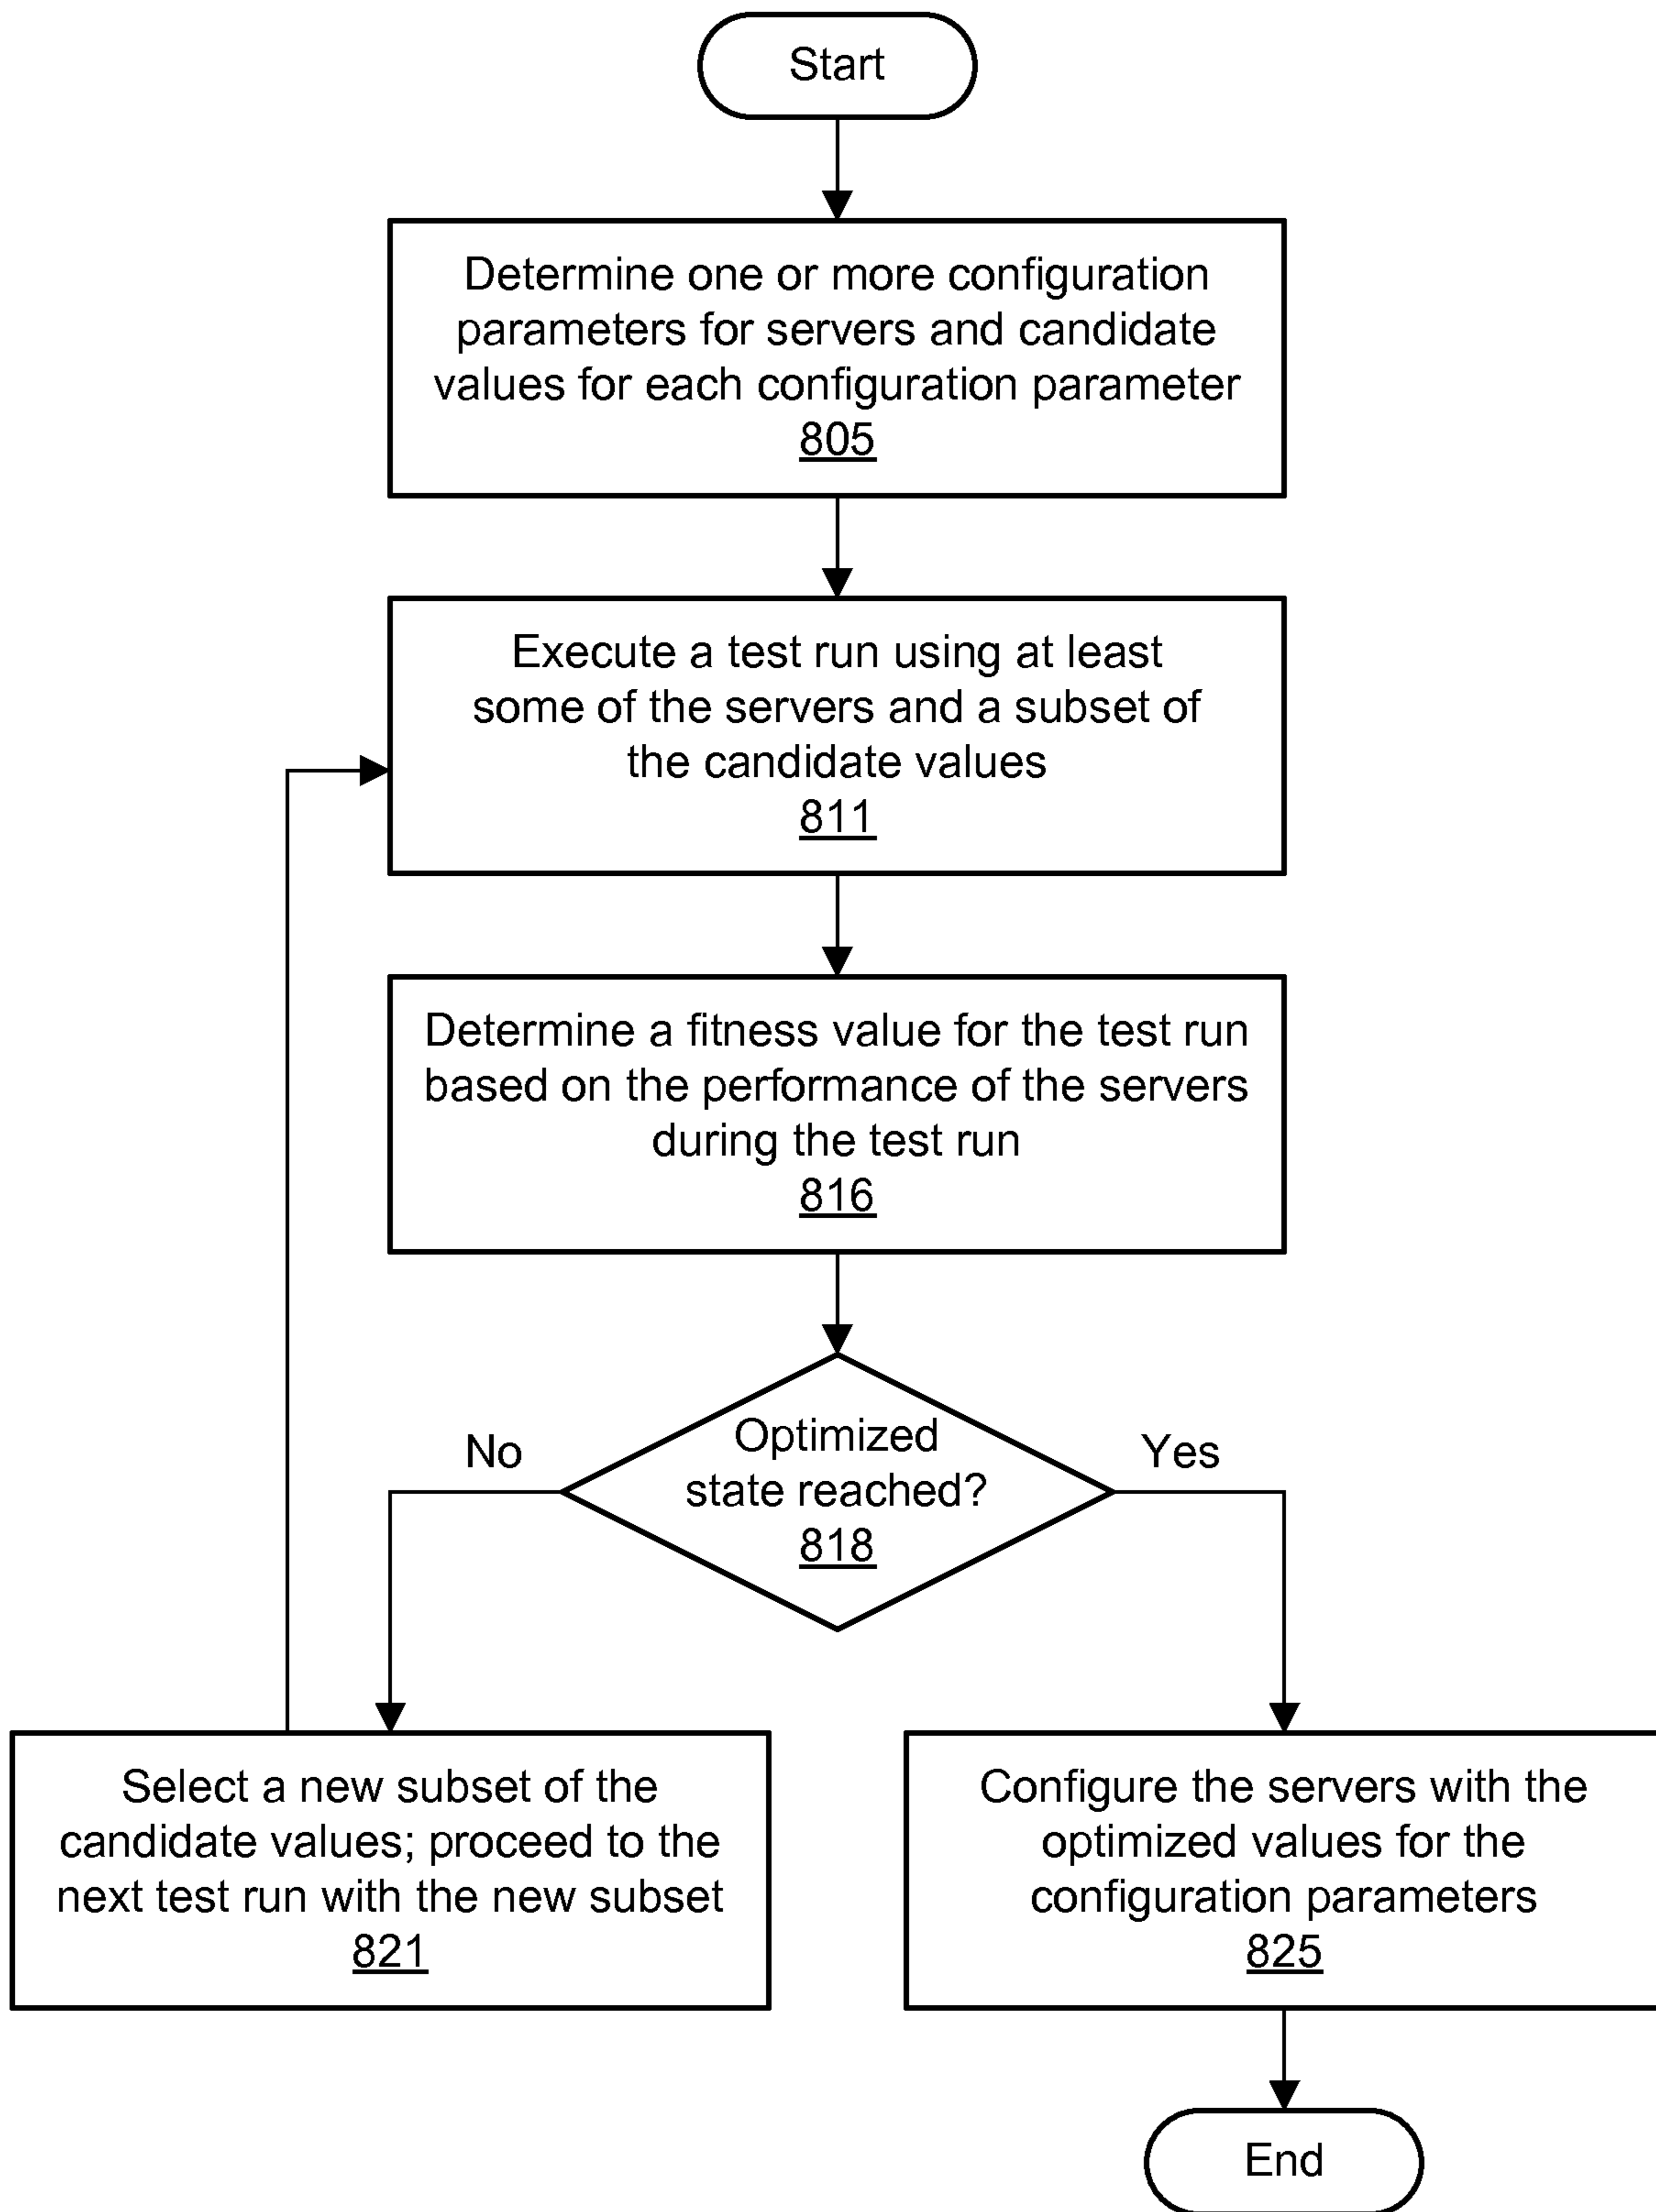 Start
Determine one or more configuration
parameters for servers and candidate
values for each configuration parameter
805
Execute a test run using at least
some of the servers and a subset of
the candidate values
811
Determine a fitness value for the test run
based on the performance of the servers
during the test run
816
Optimized
state reached?
818
No
Yes
Select a new subset of the
candidate values; proceed to the
next test run with the new subset
821
Configure the servers with the
optimized values for the
configuration parameters
825
End